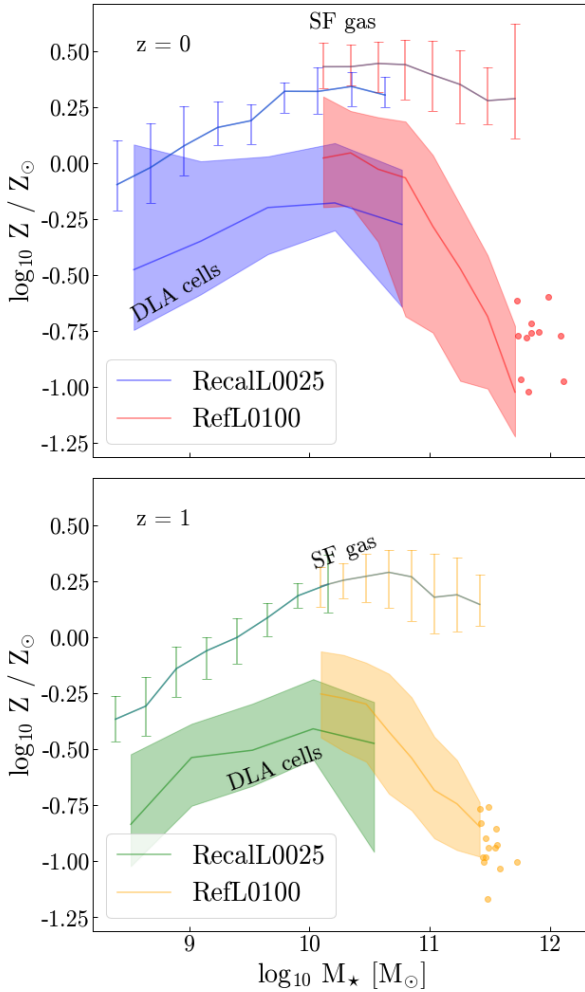 SF gas
z = 0
0.50
0.25
0.00
-0.25
-0.50
-0.75
-1.00
-1.25
log₁₀ Z / Z☉
DLA cells
RecalL0025
RefL0100
z = 1
SF gas
0.50
0.25
0.00
-0.25
-0.50
-0.75
-1.00
-1.25
log₁₀ Z / Z☉
DLA cells
RecalL0025
RefL0100
9
10
11
12
log₁₀ M⋆ [M☉]